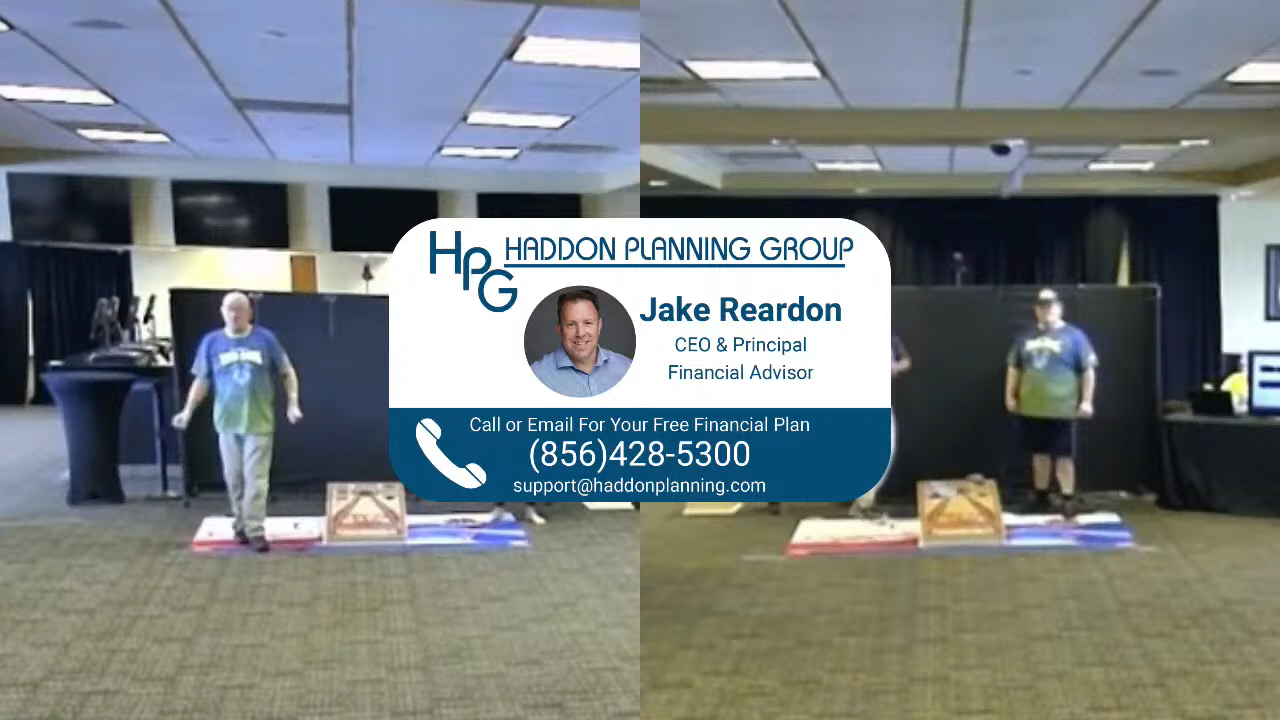 HPG
HADDON PLANNING GROUP
Jake Reardon
CEO & Principal
Financial Advisor
Call or Email For Your Free Financial Plan
(856)428-5300
support@haddonplanning.com